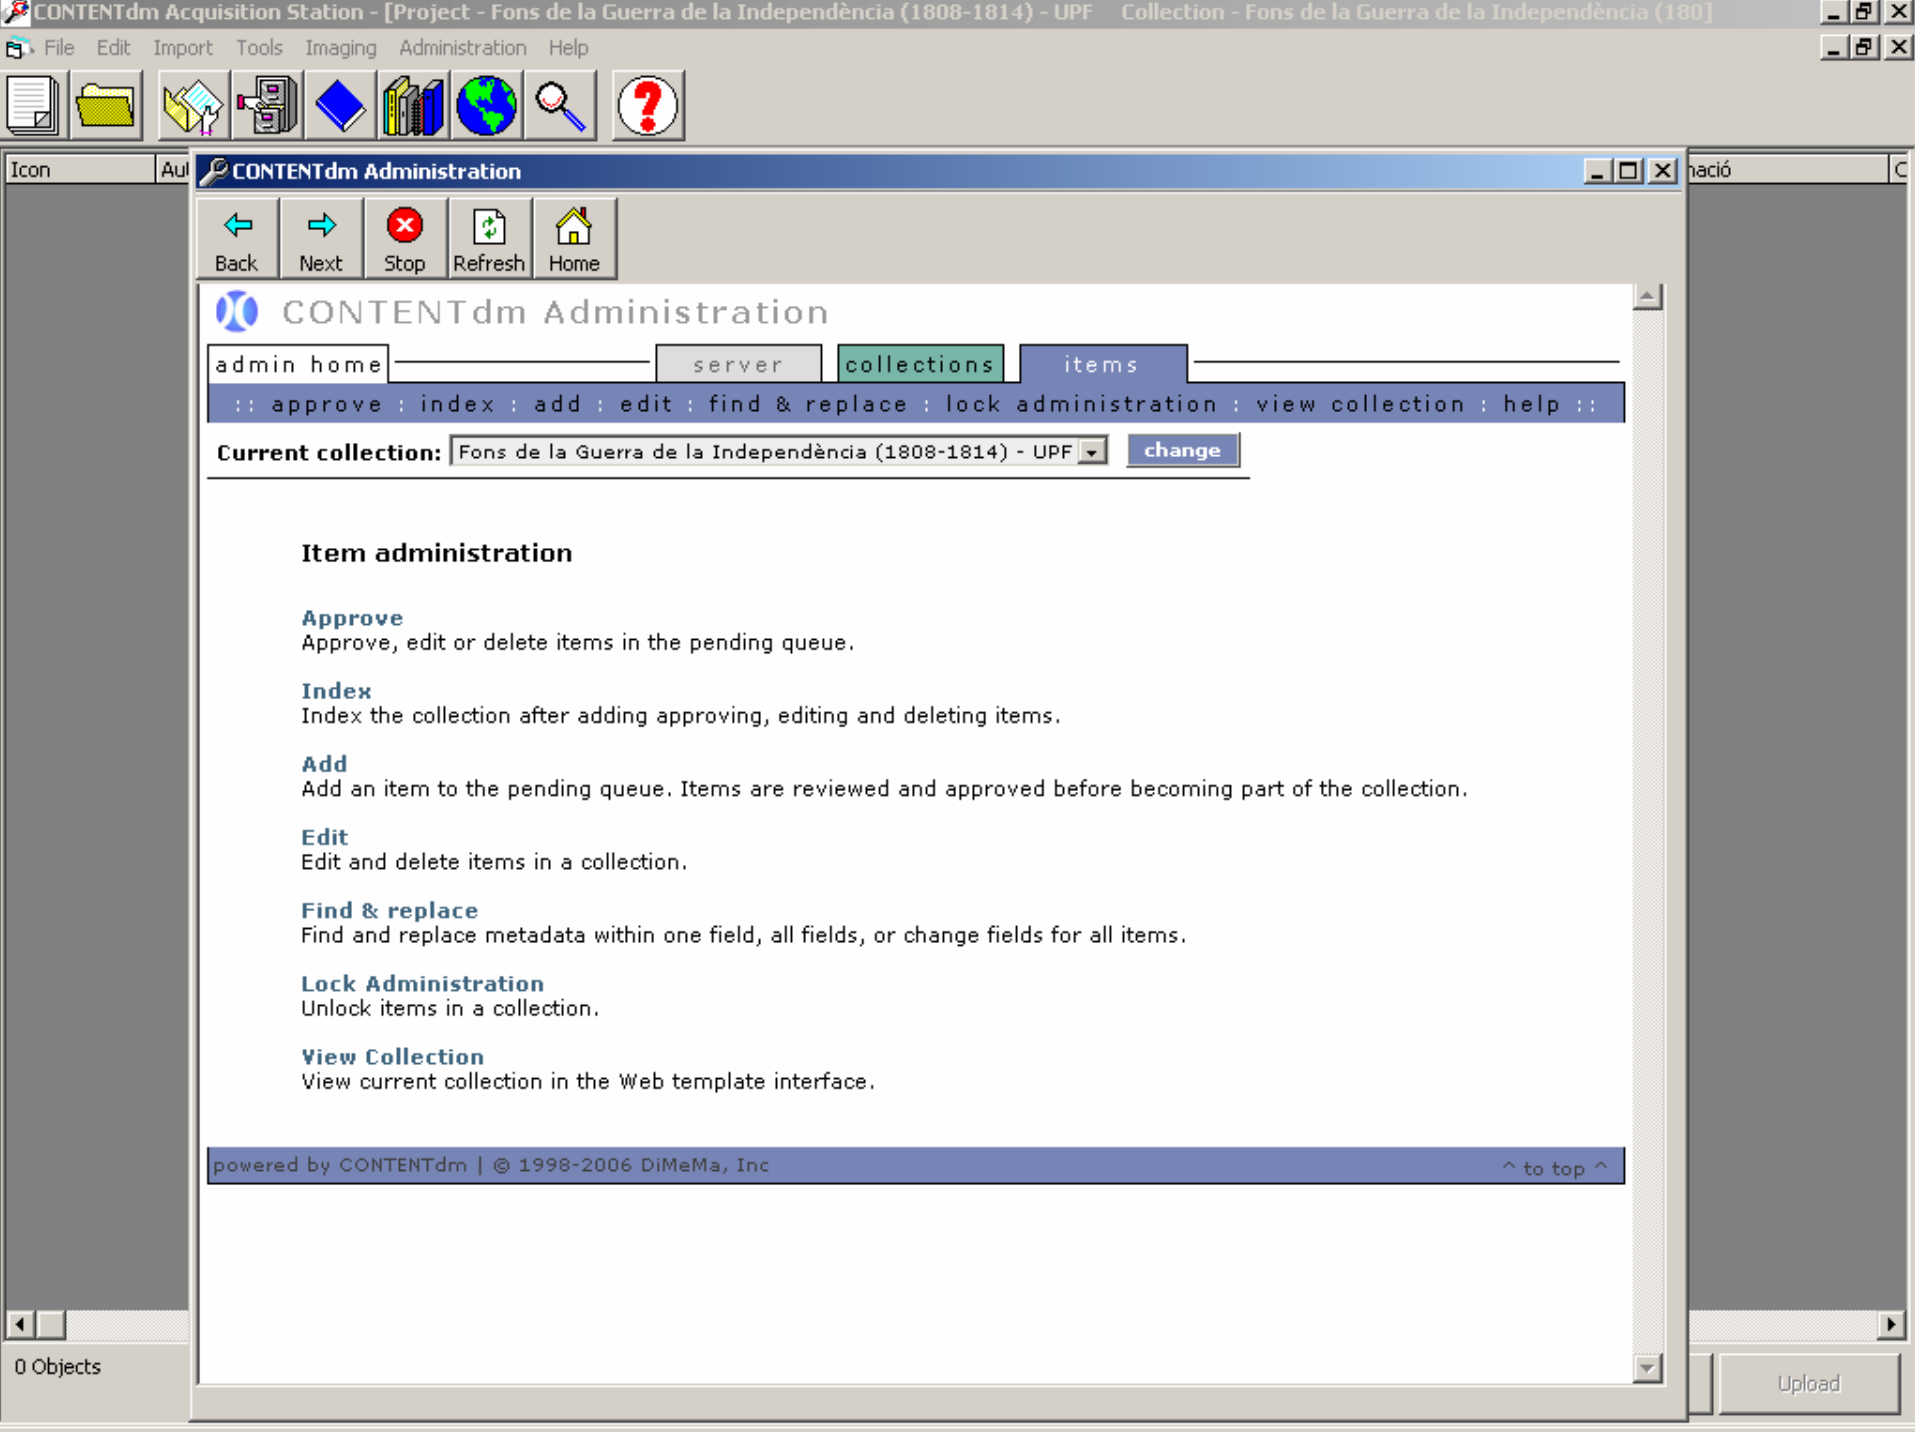 CONTENTdm Acquisition Station - [Project - Fons de la Guerra de la Independència (1808-1814) - UPF Collection - Fons de la Guerra de la Independència (180]
File Edit Import Tools Imaging Administration Help
Icon
CONTENTdm Administration
nació
Back Next Stop Refresh Home
CONTENTdm Administration
admin home server collections items
:: approve : index : add : edit : find & replace : lock administration : view collection : help ::
Current collection: Fons de la Guerra de la Independència (1808-1814) - UPF change
Item administration
Approve
Approve, edit or delete items in the pending queue.
Index
Index the collection after adding approving, editing and deleting items.
Add
Add an item to the pending queue. Items are reviewed and approved before becoming part of the collection.
Edit
Edit and delete items in a collection.
Find & replace
Find and replace metadata within one field, all fields, or change fields for all items.
Lock Administration
Unlock items in a collection.
View Collection
View current collection in the Web template interface.
powered by CONTENTdm | © 1998-2006 DiMeMa, Inc ^ to top ^
0 Objects
Upload